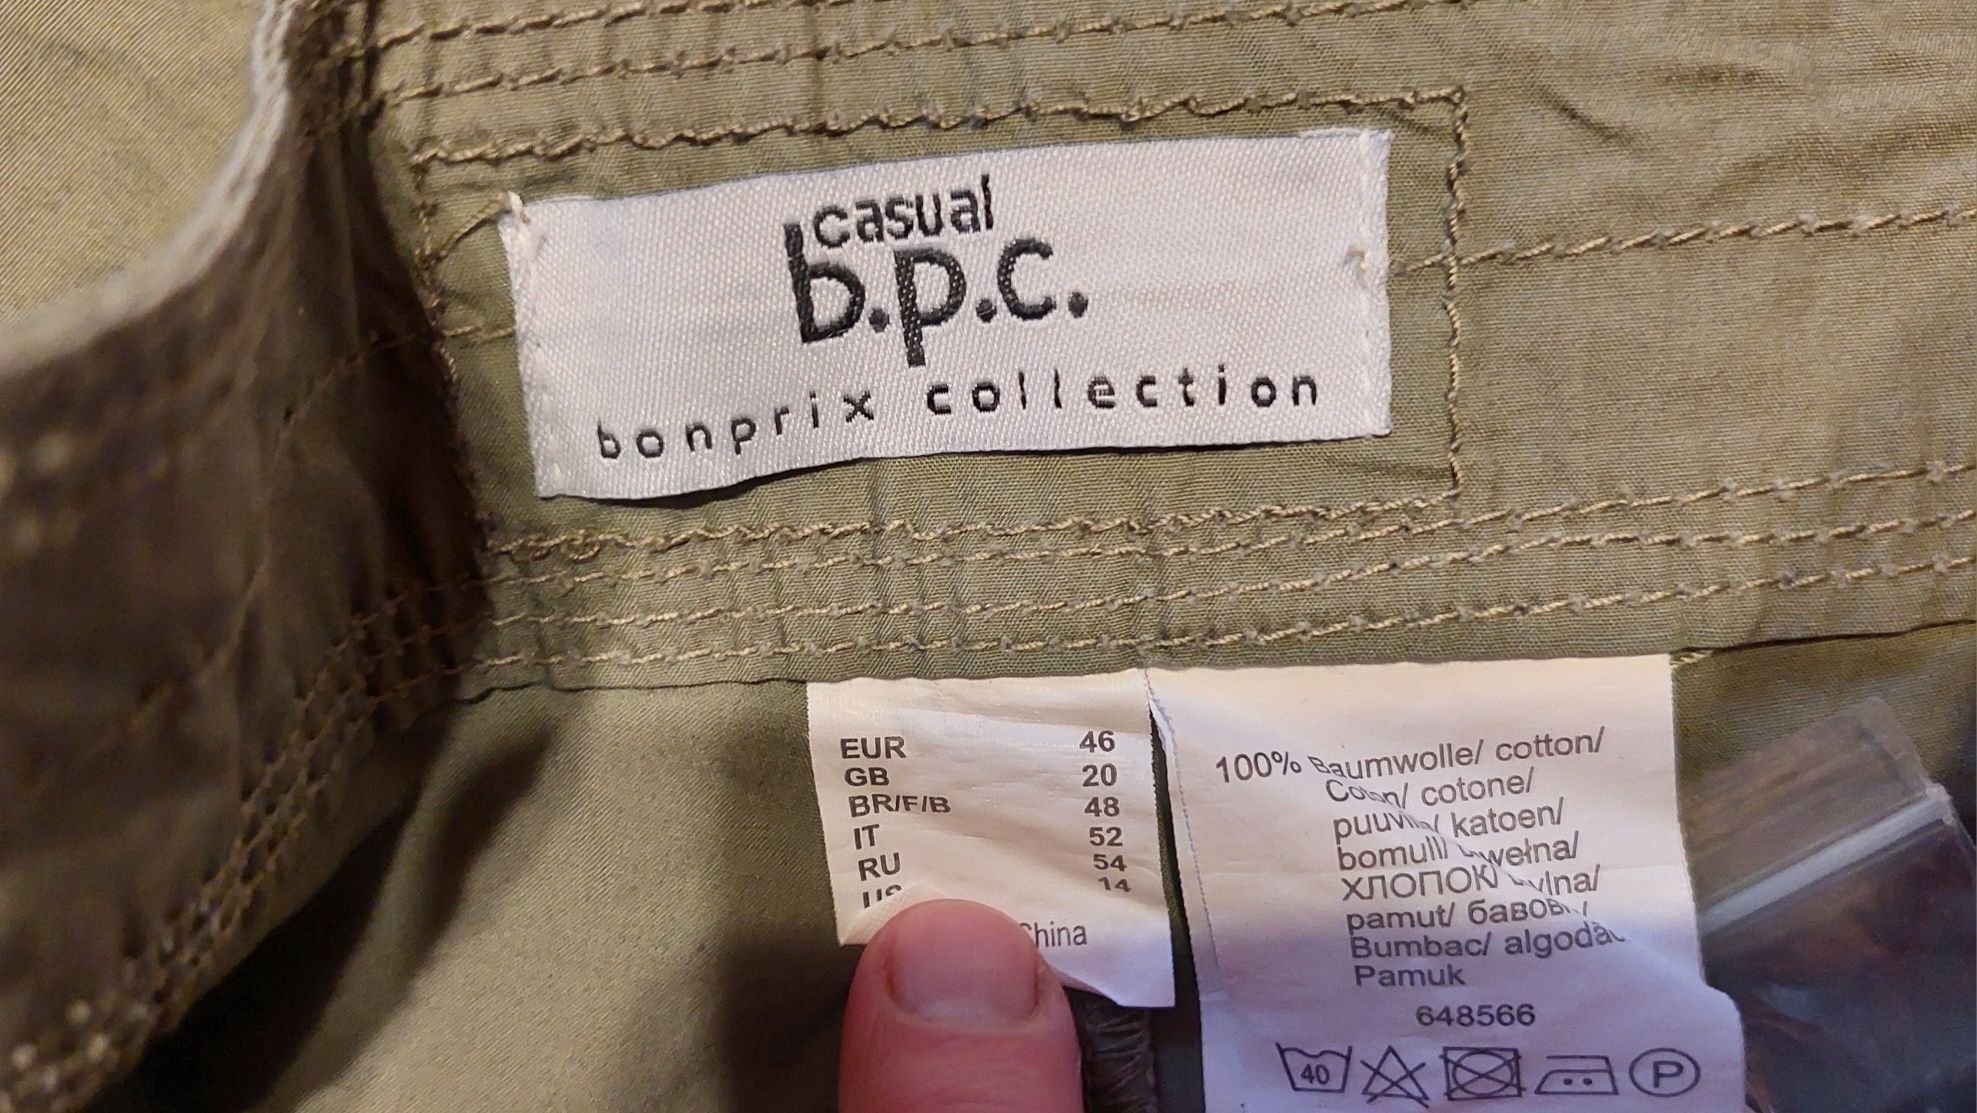 casual
b.p.c.
bonprix collection
EUR 46
GB 20
BR/F/B 48
IT 52
RU 54
US 14
China
100% Baumwolle/ cotton/
Coton/ cotone/
katoen/
bomull/
ХЛОПОК/
pamut/
Bumbac/
Pamuk
648566
40
P